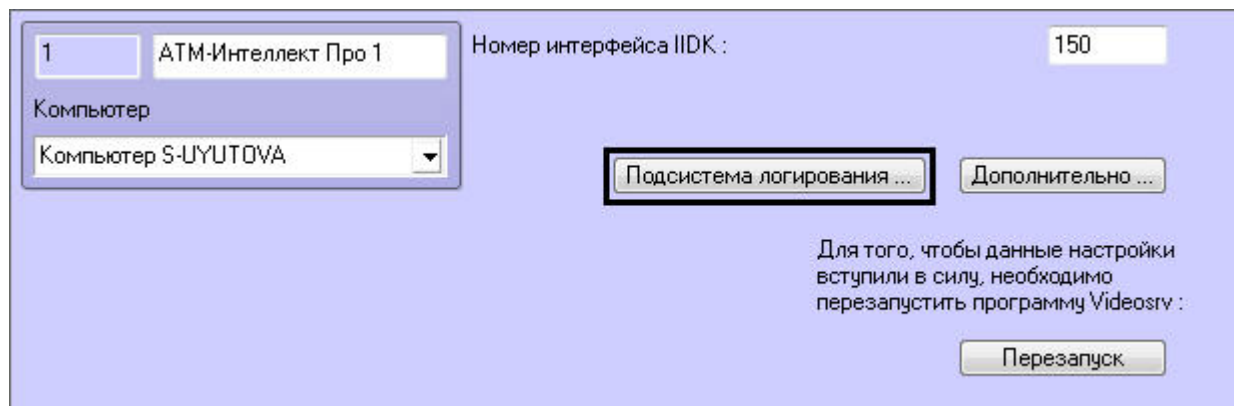 1
АТМ-Интеллект Про 1
Номер интерфейса IIDK :
150
Компьютер
Компьютер S-UYUTOVA
Подсистема логирования ...
Дополнительно ...
Для того, чтобы данные настройки
вступили в силу, необходимо
перезапустить программу Videosrv :
Перезапуск